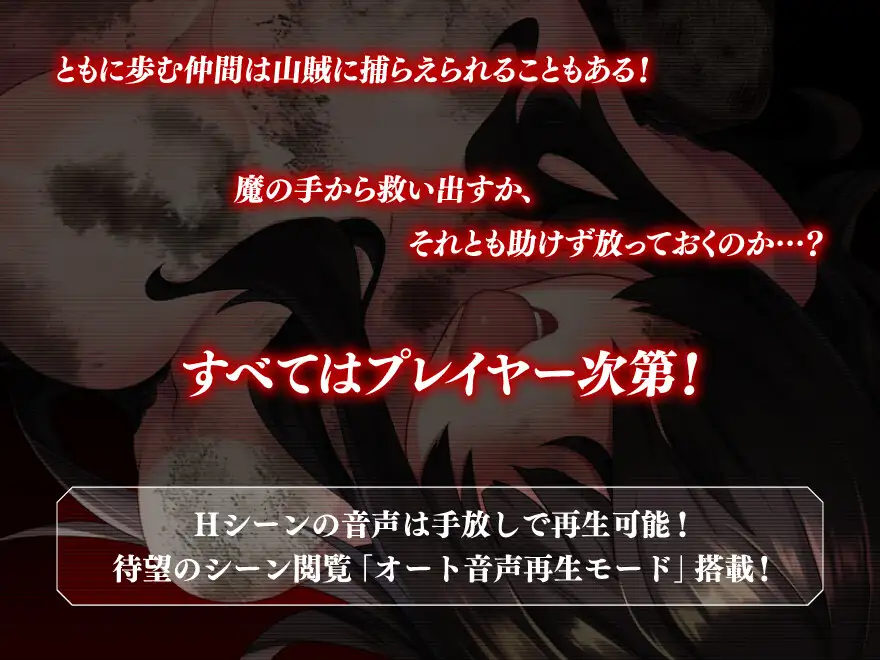 ともに歩む仲間は山賊に捕らえられることもある！
魔の手から救い出すか、
それとも助けず放っておくのか…？
すべてはプレイヤー次第！
Hシーンの音声は手放しで再生可能！
待望のシーン閲覧「オート音声再生モード」搭載！